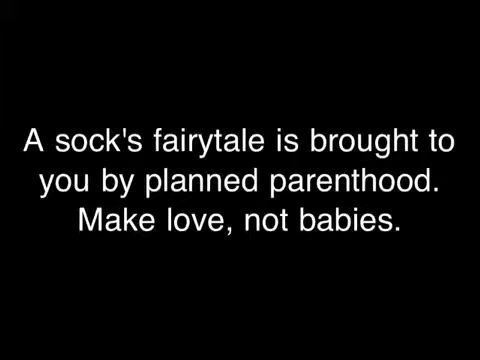 A sock's fairytale is brought to
you by planned parenthood.
Make love, not babies.